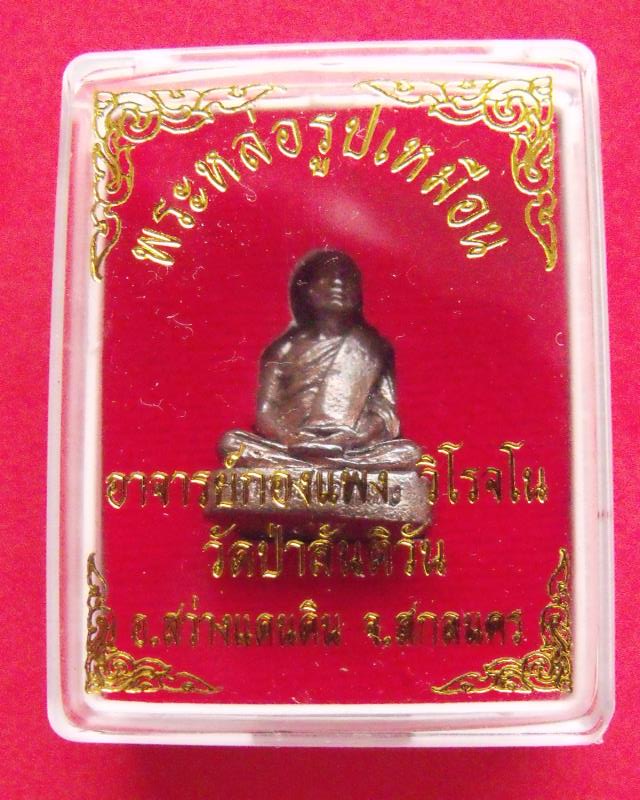 พระหล่อรูปเหมือน
อาจารย์กองแพง วิโรจโน
วัดป่าสันติวัน
อ.สว่างแดนดิน จ.สกลนคร